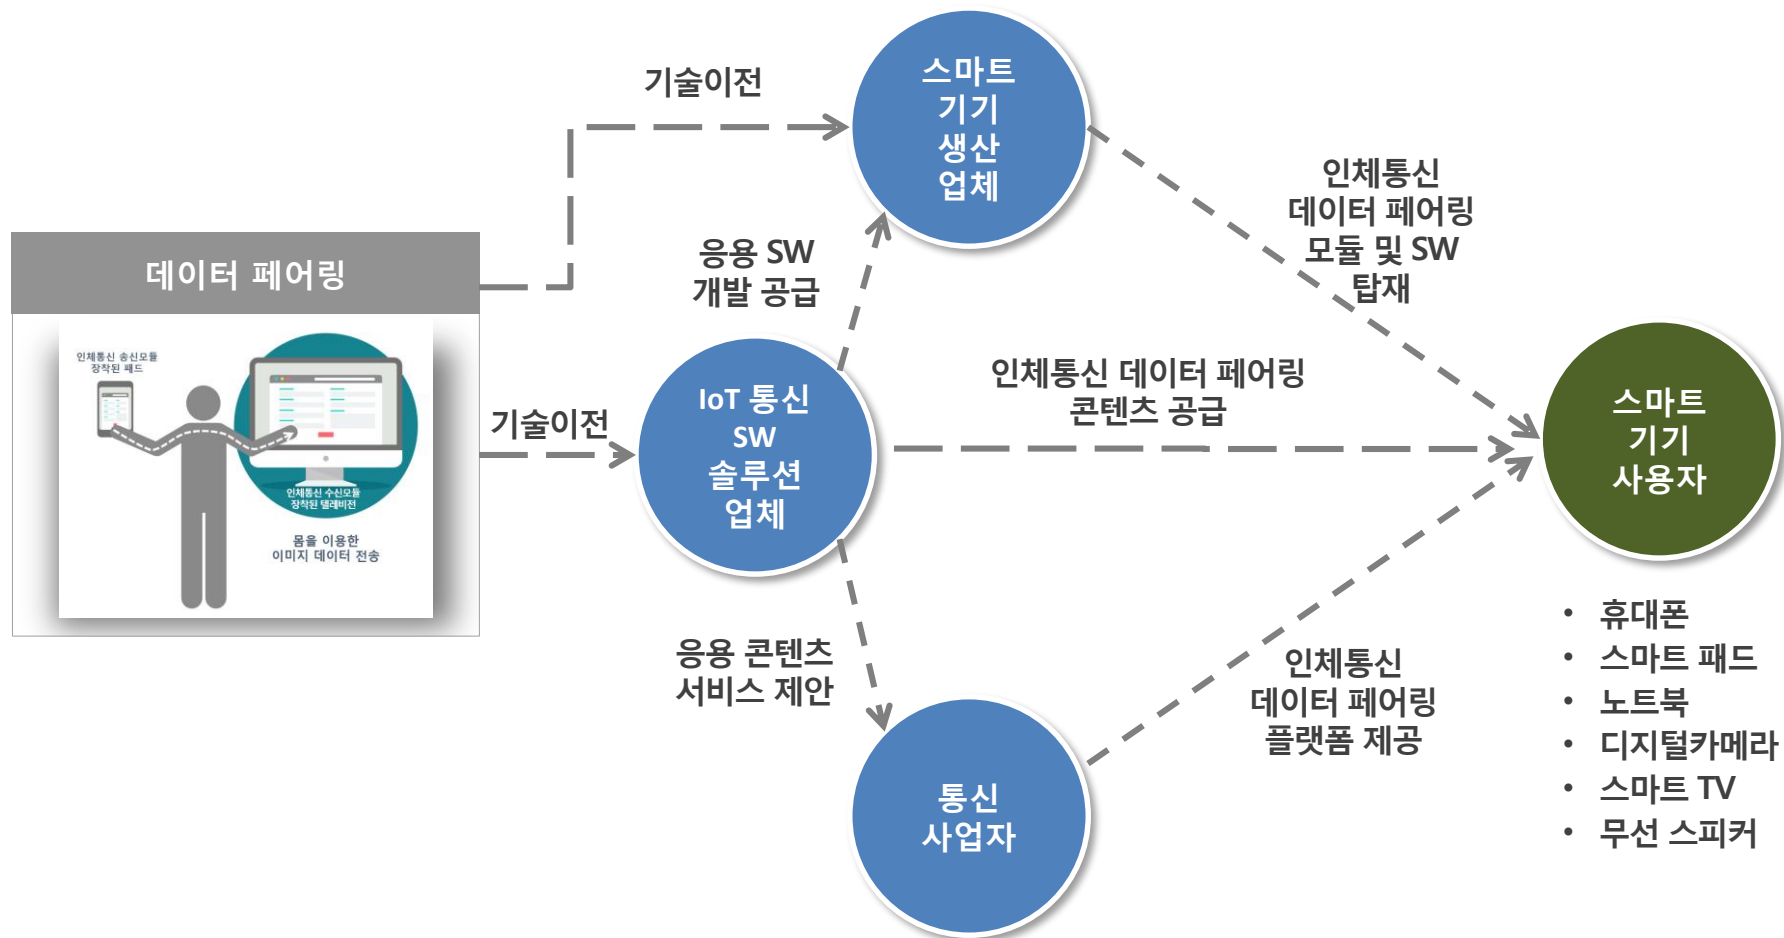 데이터 페어링
인체통신 송신모듈
장착된 패드
인체통신 수신모듈
장착된 텔레비전
몸을 이용한
이미지 데이터 전송
기술이전
기술이전
스마트
기기
생산
업체
응용 SW
개발 공급
IoT 통신
SW
솔루션
업체
응용 콘텐츠
서비스 제안
통신
사업자
인체통신
데이터 페어링
모듈 및 SW
탑재
인체통신 데이터 페어링
콘텐츠 공급
인체통신
데이터 페어링
플랫폼 제공
스마트
기기
사용자
• 휴대폰
• 스마트 패드
• 노트북
• 디지털카메라
• 스마트 TV
• 무선 스피커